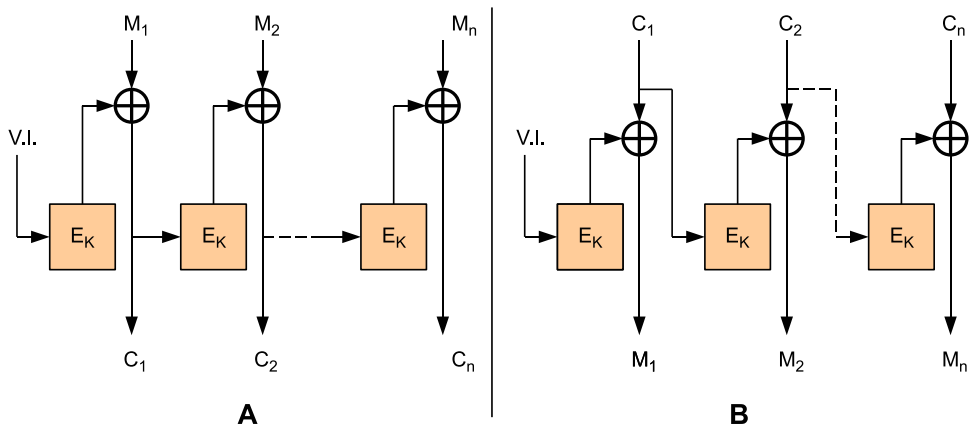 M1 M2 Mn
V.I.
EK EK EK
C1 C2 Cn
A
C1 C2 Cn
V.I.
EK EK EK
M1 M2 Mn
B